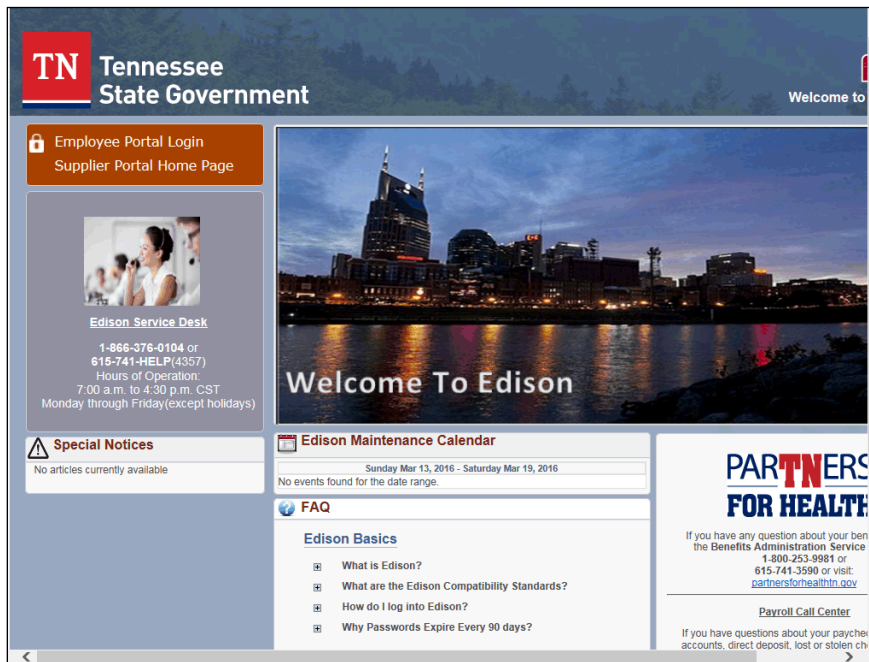 TN Tennessee
State Government
Welcome to
Employee Portal Login
Supplier Portal Home Page
Edison Service Desk
1-866-376-0104 or
615-741-HELP(4357)
Hours of Operation:
7:00 a.m. to 4:30 p.m. CST
Monday through Friday(except holidays)
Special Notices
No articles currently available
Welcome To Edison
Edison Maintenance Calendar
Sunday Mar 13, 2016 - Saturday Mar 19, 2016
No events found for the date range.
FAQ
Edison Basics
What is Edison?
What are the Edison Compatibility Standards?
How do I log into Edison?
Why Passwords Expire Every 90 days?
PARTNERS
FOR HEALTH
If you have any question about your ben
the Benefits Administration Service
1-800-253-9981 or
615-741-3590 or visit:
partnersforhealthtn.gov
Payroll Call Center
If you have questions about your payche
accounts, direct deposit, lost or stolen ch